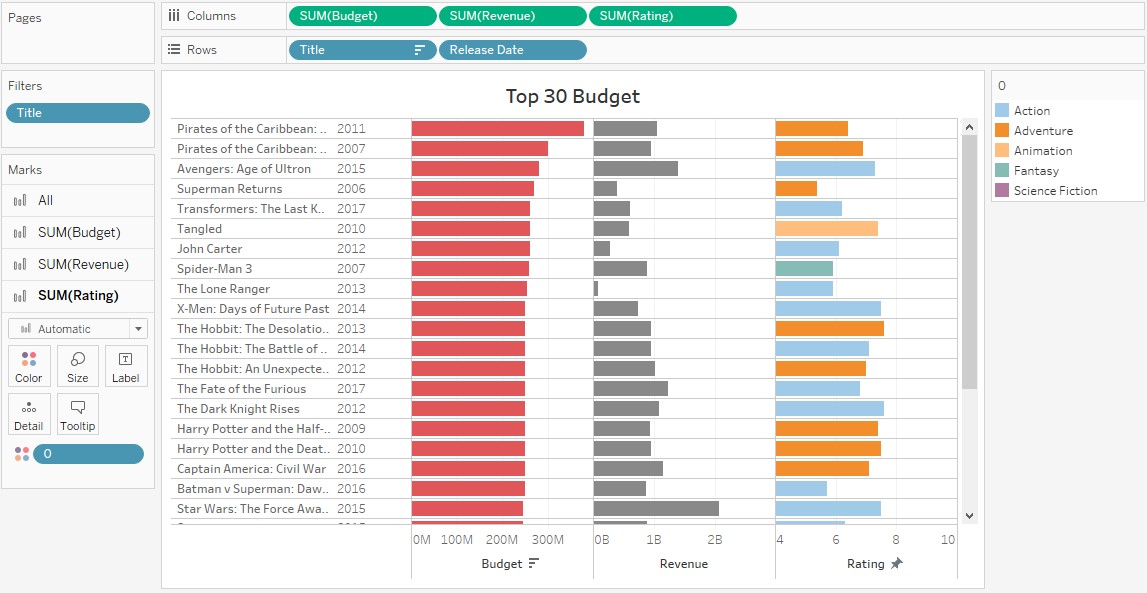 Pages
Columns SUM(Budget) SUM(Revenue) SUM(Rating)
Rows Title Release Date
Filters
Title
Marks
All
SUM(Budget)
SUM(Revenue)
SUM(Rating)
Automatic
Color Size Label
Detail Tooltip
0
Top 30 Budget
Pirates of the Caribbean: .. 2011
Pirates of the Caribbean: .. 2007
Avengers: Age of Ultron 2015
Superman Returns 2006
Transformers: The Last K.. 2017
Tangled 2010
John Carter 2012
Spider-Man 3 2007
The Lone Ranger 2013
X-Men: Days of Future Past 2014
The Hobbit: The Desolatio.. 2013
The Hobbit: The Battle of .. 2014
The Hobbit: An Unexpecte.. 2012
The Fate of the Furious 2017
The Dark Knight Rises 2012
Harry Potter and the Half-.. 2009
Harry Potter and the Deat.. 2010
Captain America: Civil War 2016
Batman v Superman: Daw.. 2016
Star Wars: The Force Awa.. 2015
0M 100M 200M 300M 0B 1B 2B 4 6 8 10
Budget Revenue Rating
0
Action
Adventure
Animation
Fantasy
Science Fiction